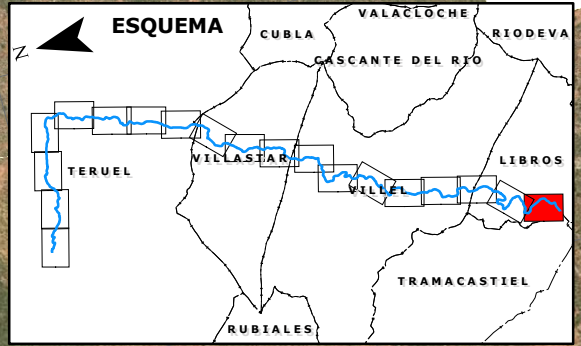 ESQUEMA
VALACLOCHE
CUBLA
RIODEVA
N
CASCANTE DEL RIO
VILLASTAR
LIBROS
TERUEL
VILLEL
TRAMACASTIEL
RUBIALES